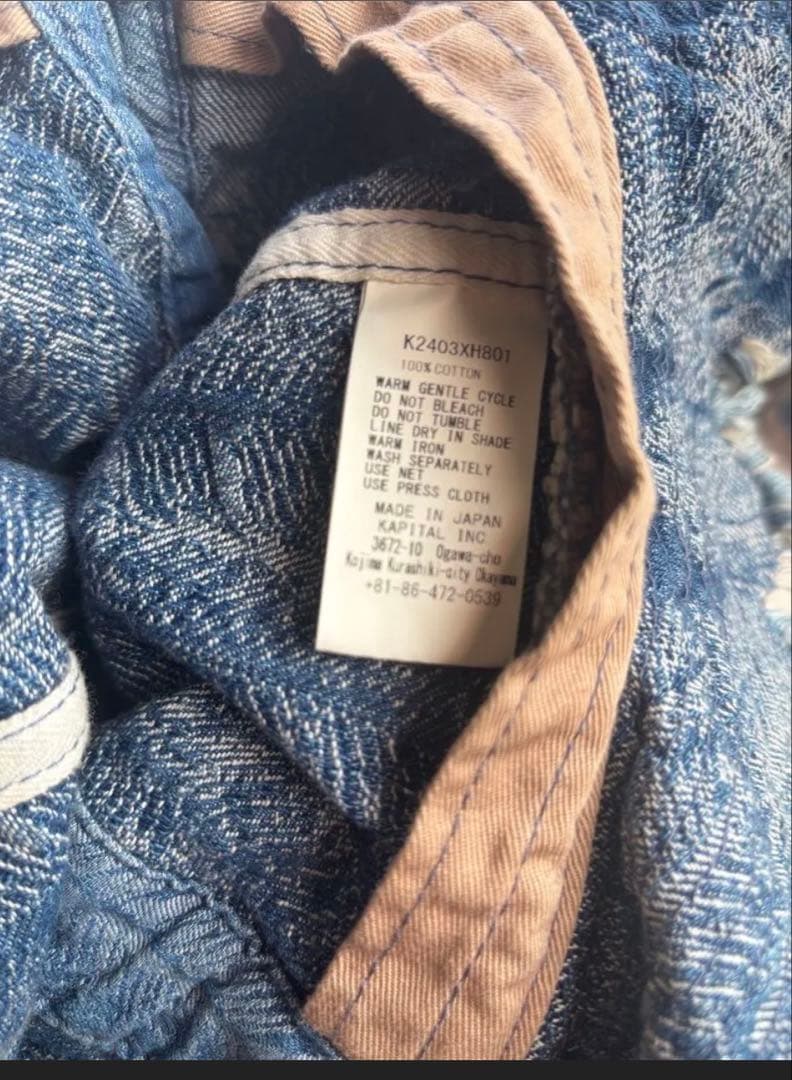 K2403XH801
100% COTTON
WARM GENTLE CYCLE
DO NOT BLEACH
DO NOT TUMBLE
LINE DRY IN SHADE
WARM IRON
WASH SEPARATELY
USE NET
USE PRESS CLOTH
MADE IN JAPAN
KAPITAL INC
3672-10 Ogawa-cho
Kojima Kurashiki-city Okayama
+81-86-472-0539